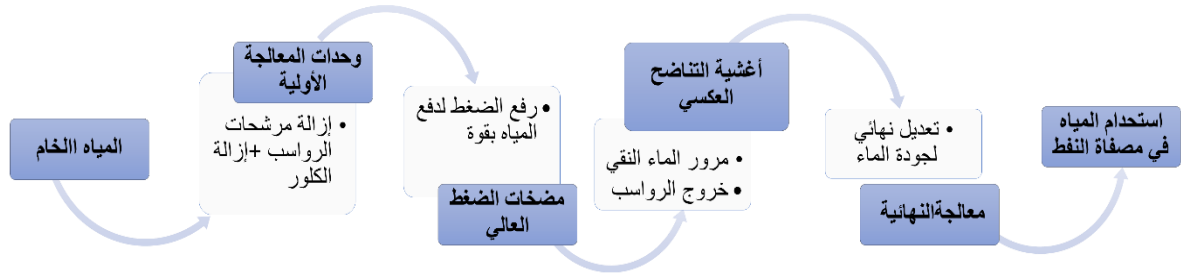 المياه االخام
وحدات المعالجة
الأولية
• إزالة مرشحات
الرواسب +إزالة
الكلور
• رفع الضغط لدفع
المياه بقوة
مضخات الضغط
العالي
أغشية التناضح
العكسي
• مرور الماء النقي
• خروج الرواسب
• تعديل نهائي
لجودة الماء
معالجةالنهائية
استحدام المياه
في مصفاة النفط